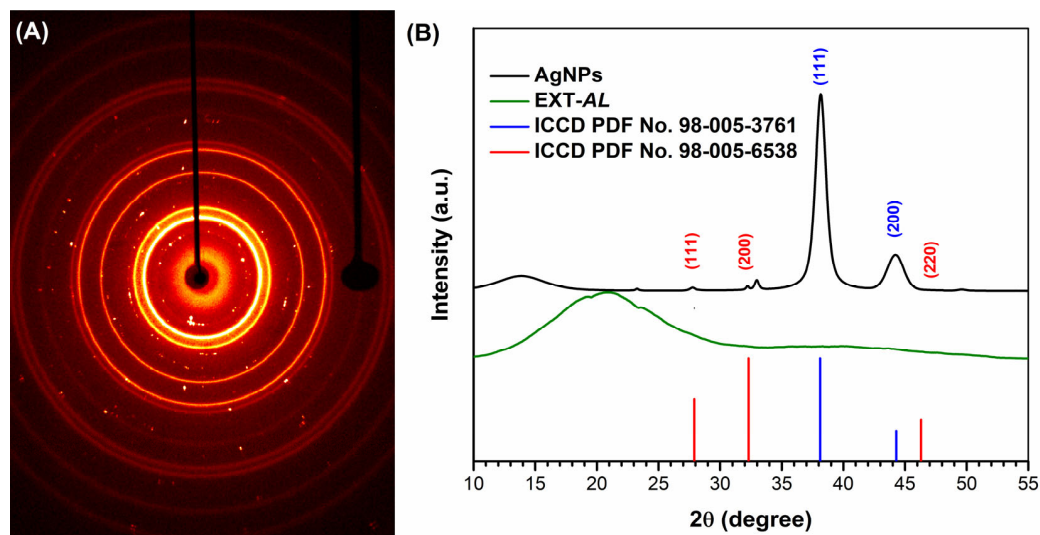 (A)
(B)
AgNPs
EXT-AL
ICCD PDF No. 98-005-3761
ICCD PDF No. 98-005-6538
(111)
(200)
(111)
(200)
(220)
Intensity (a.u.)
10 15 20 25 30 35 40 45 50 55
2θ (degree)